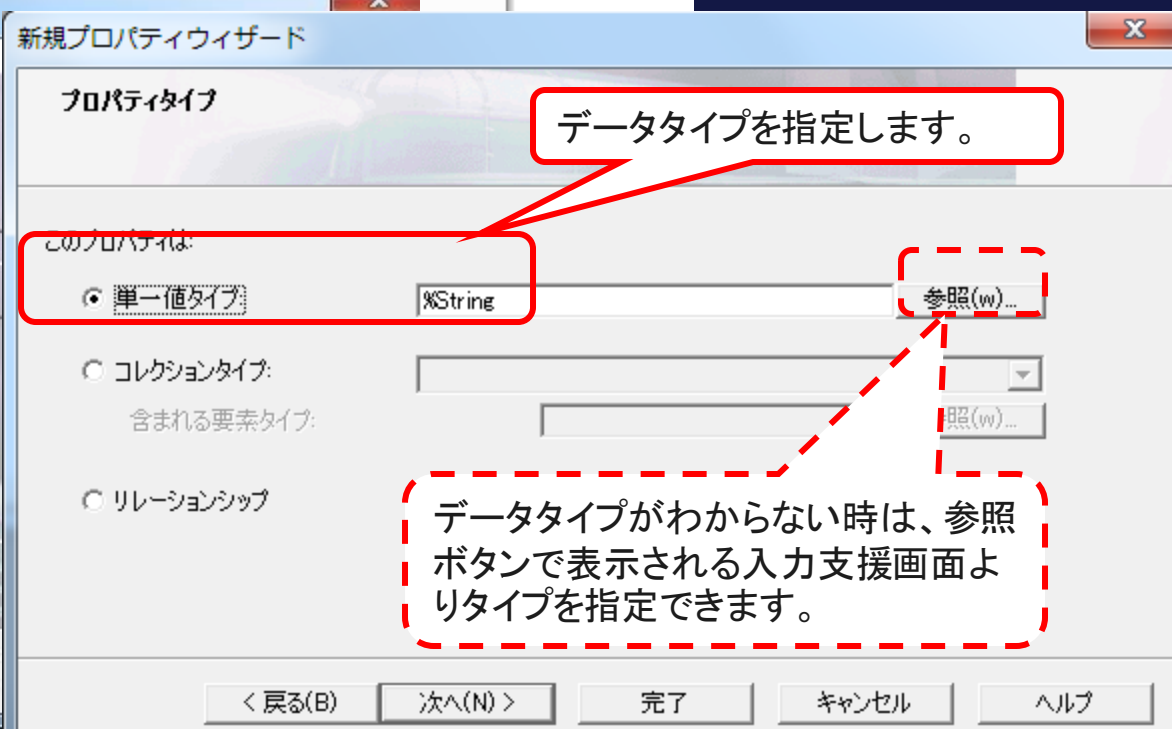 新規プロパティウィザード
プロパティタイプ
データタイプを指定します。
このプロパティは:
単一値タイプ:
%String
参照(w)...
コレクションタイプ:
含まれる要素タイプ:
照(w)...
リレーションシップ
データタイプがわからない時は、参照
ボタンで表示される入力支援画面よ
りタイプを指定できます。
< 戻る(B)
次へ(N) >
完了
キャンセル
ヘルプ